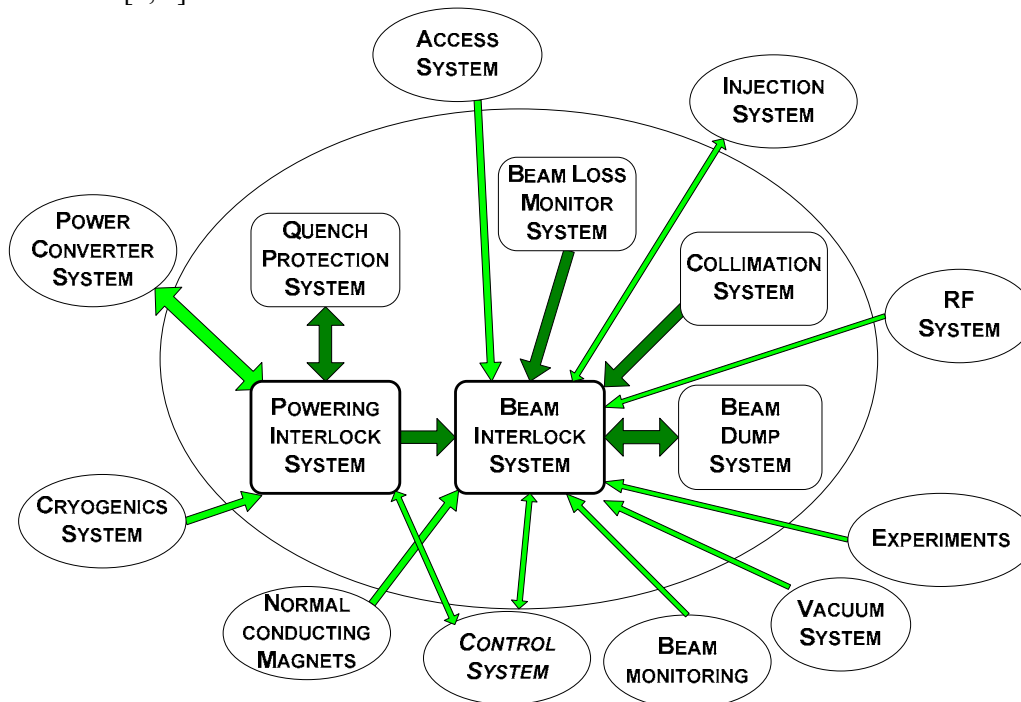 ACCESS
SYSTEM
INJECTION
SYSTEM
BEAM LOSS
MONITOR
SYSTEM
POWER
CONVERTER
SYSTEM
QUENCH
PROTECTION
SYSTEM
COLLIMATION
SYSTEM
RF
SYSTEM
POWERING
INTERLOCK
SYSTEM
BEAM
INTERLOCK
SYSTEM
BEAM
DUMP
SYSTEM
CRYOGENICS
SYSTEM
EXPERIMENTS
NORMAL
CONDUCTING
MAGNETS
CONTROL
SYSTEM
BEAM
MONITORING
VACUUM
SYSTEM